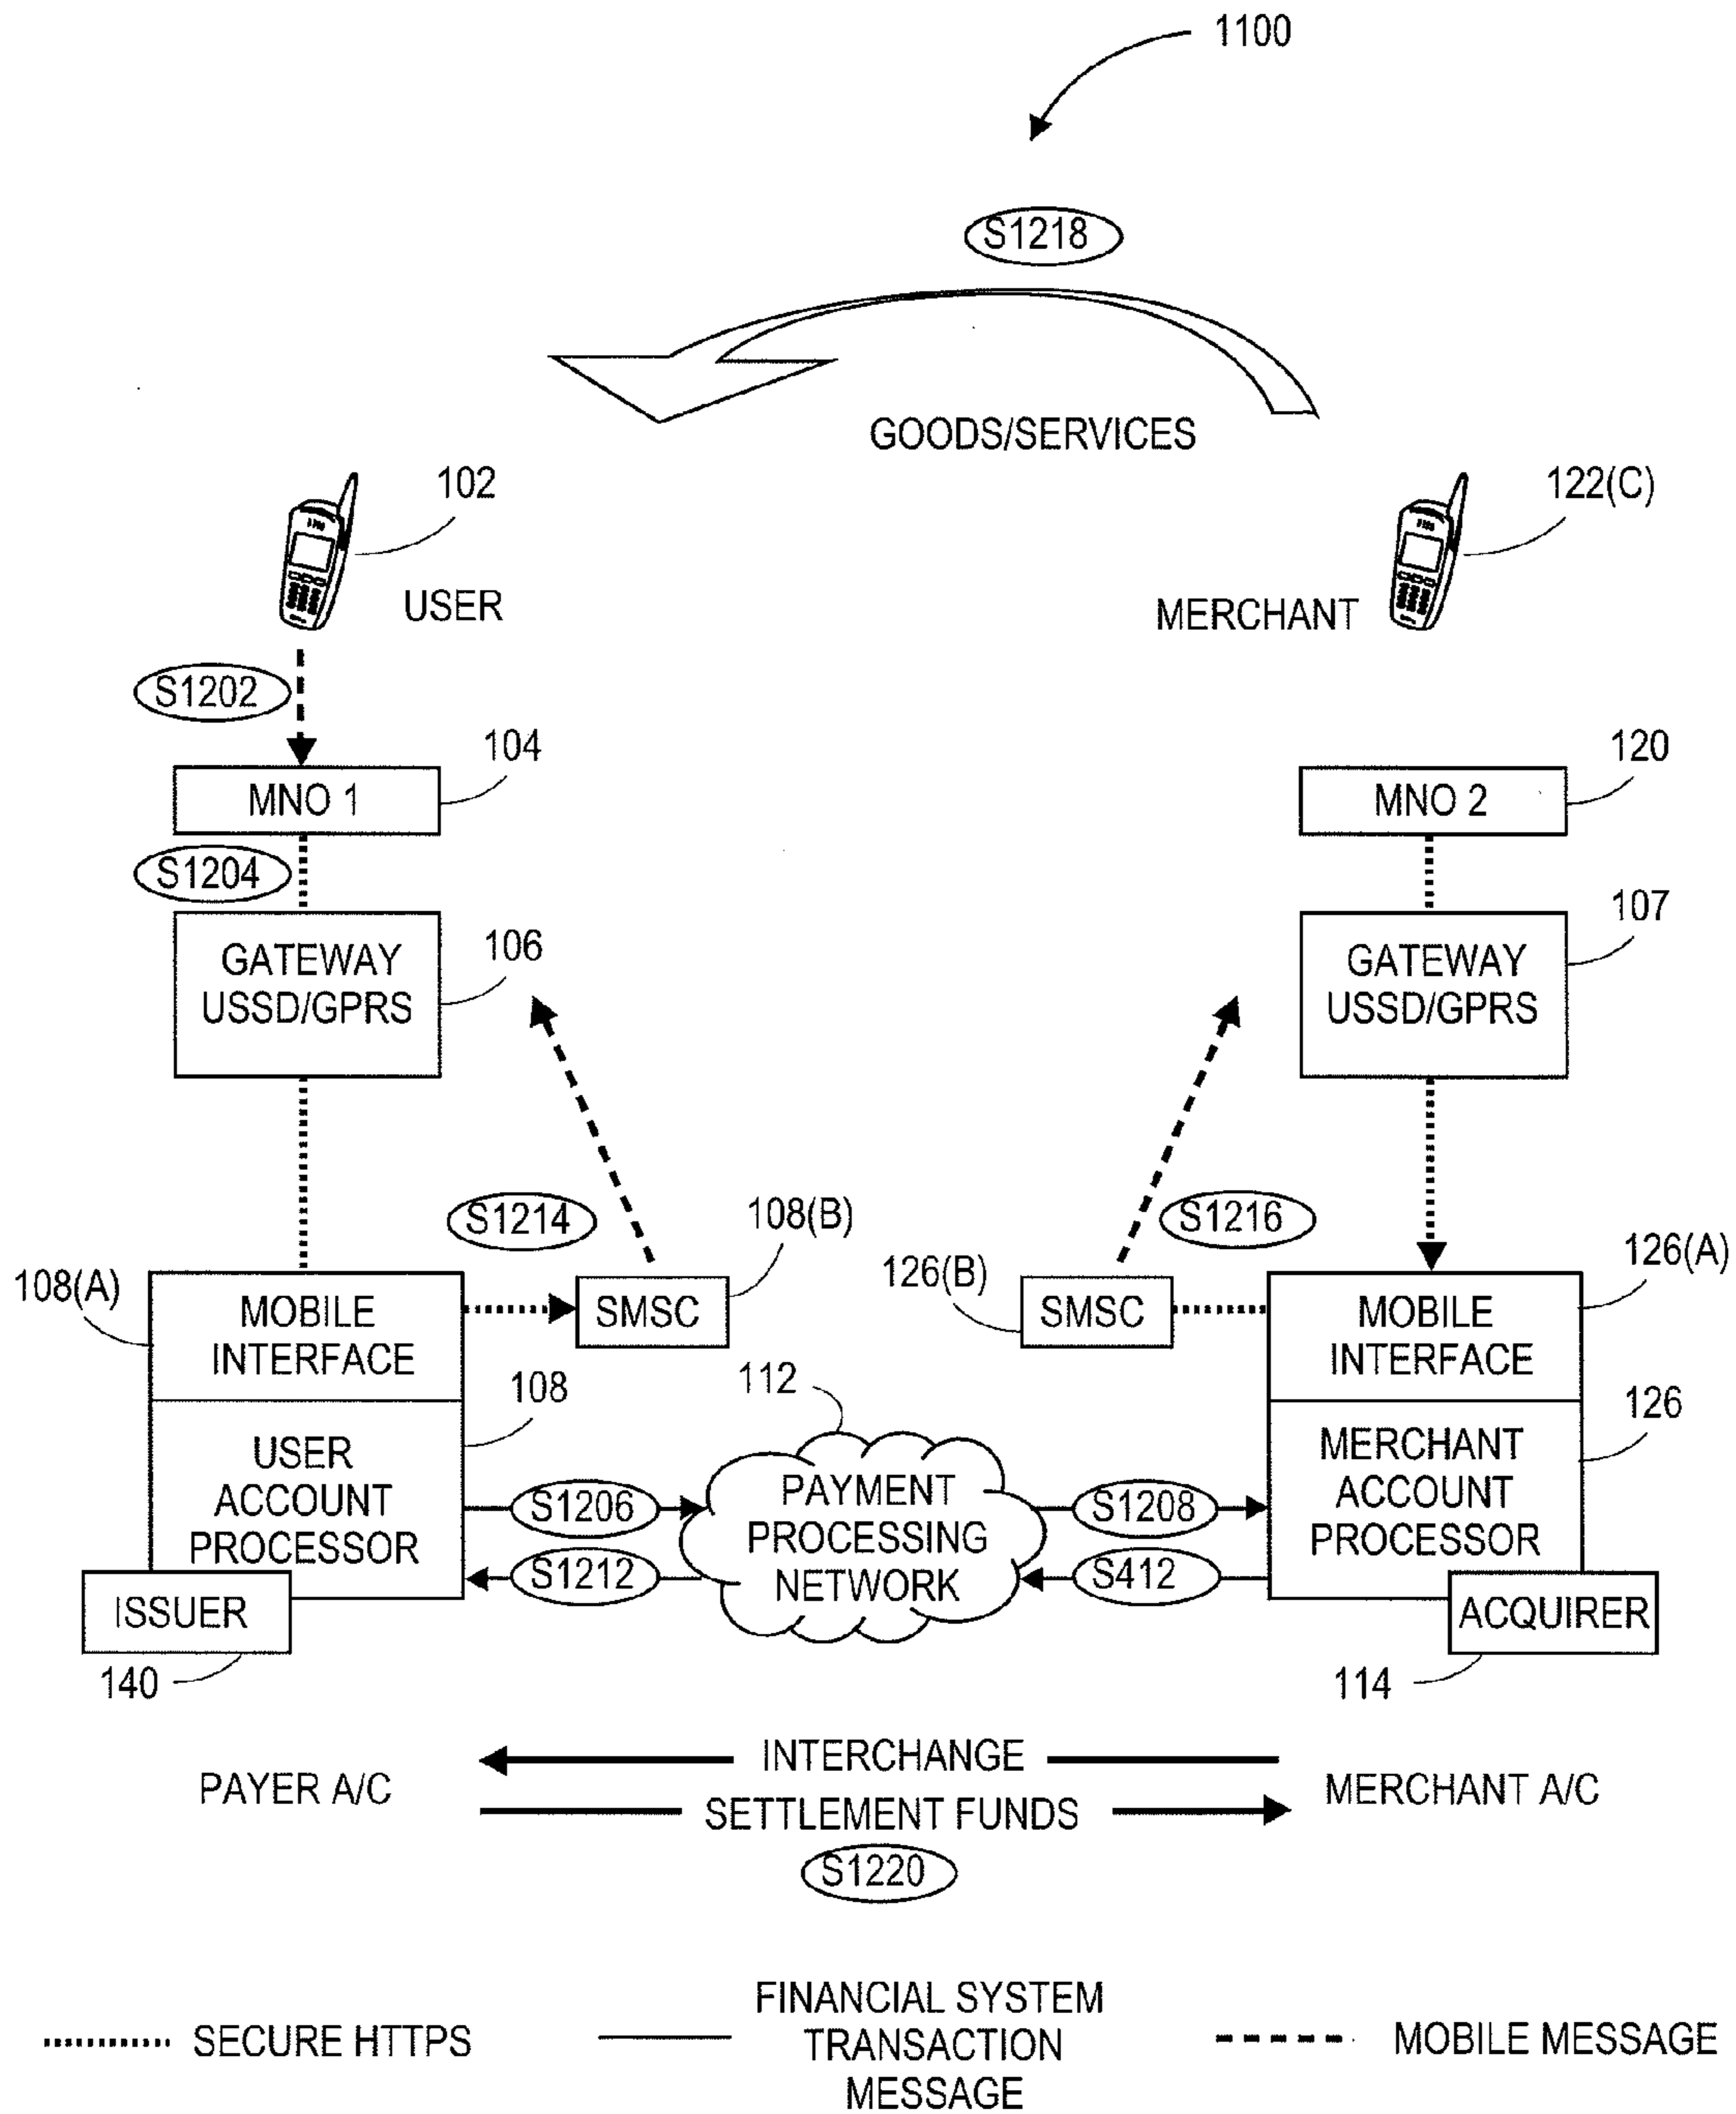 1100
S1218
GOODS/SERVICES
102
122(C)
USER
MERCHANT
S1202
104
120
MNO 1
MNO 2
S1204
106
107
GATEWAY
USSD/GPRS
GATEWAY
USSD/GPRS
S1214
108(B)
S1216
126(B)
126(A)
108(A)
MOBILE
INTERFACE
SMSC
SMSC
MOBILE
INTERFACE
108
112
126
USER
ACCOUNT
PROCESSOR
S1206
S1212
PAYMENT
PROCESSING
NETWORK
S1208
S412
MERCHANT
ACCOUNT
PROCESSOR
ISSUER
ACQUIRER
140
114
PAYER A/C
INTERCHANGE
SETTLEMENT FUNDS
MERCHANT A/C
S1220
SECURE HTTPS
FINANCIAL SYSTEM
TRANSACTION
MESSAGE
MOBILE MESSAGE